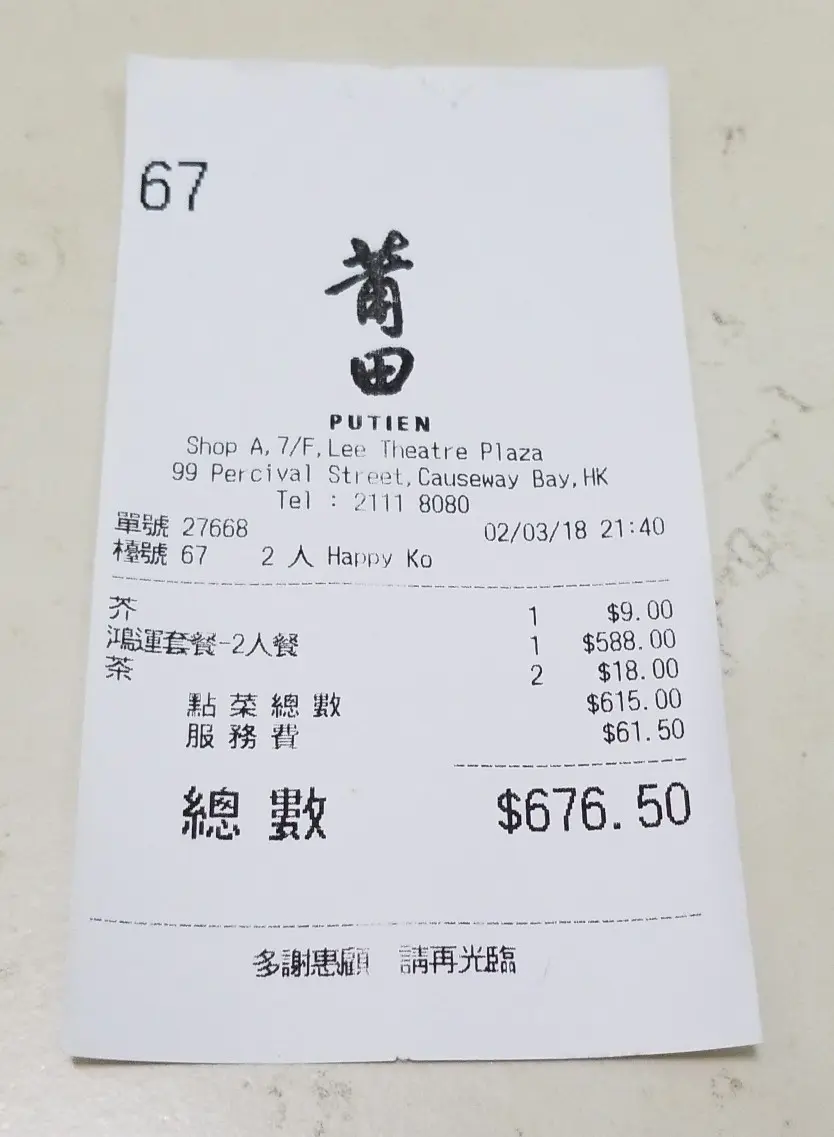 67
莆
田
PUTIEN
Shop A, 7/F, Lee Theatre Plaza
99 Percival Street, Causeway Bay, HK
Tel : 2111 8080
單號 27668 02/03/18 21:40
檯號 67 2 人 Happy Ko
芥 1 $9.00
鴻運套餐-2人餐 1 $588.00
茶 2 $18.00
點菜總數 $615.00
服務費 $61.50
總數 $676.50
多謝惠顧 請再光臨